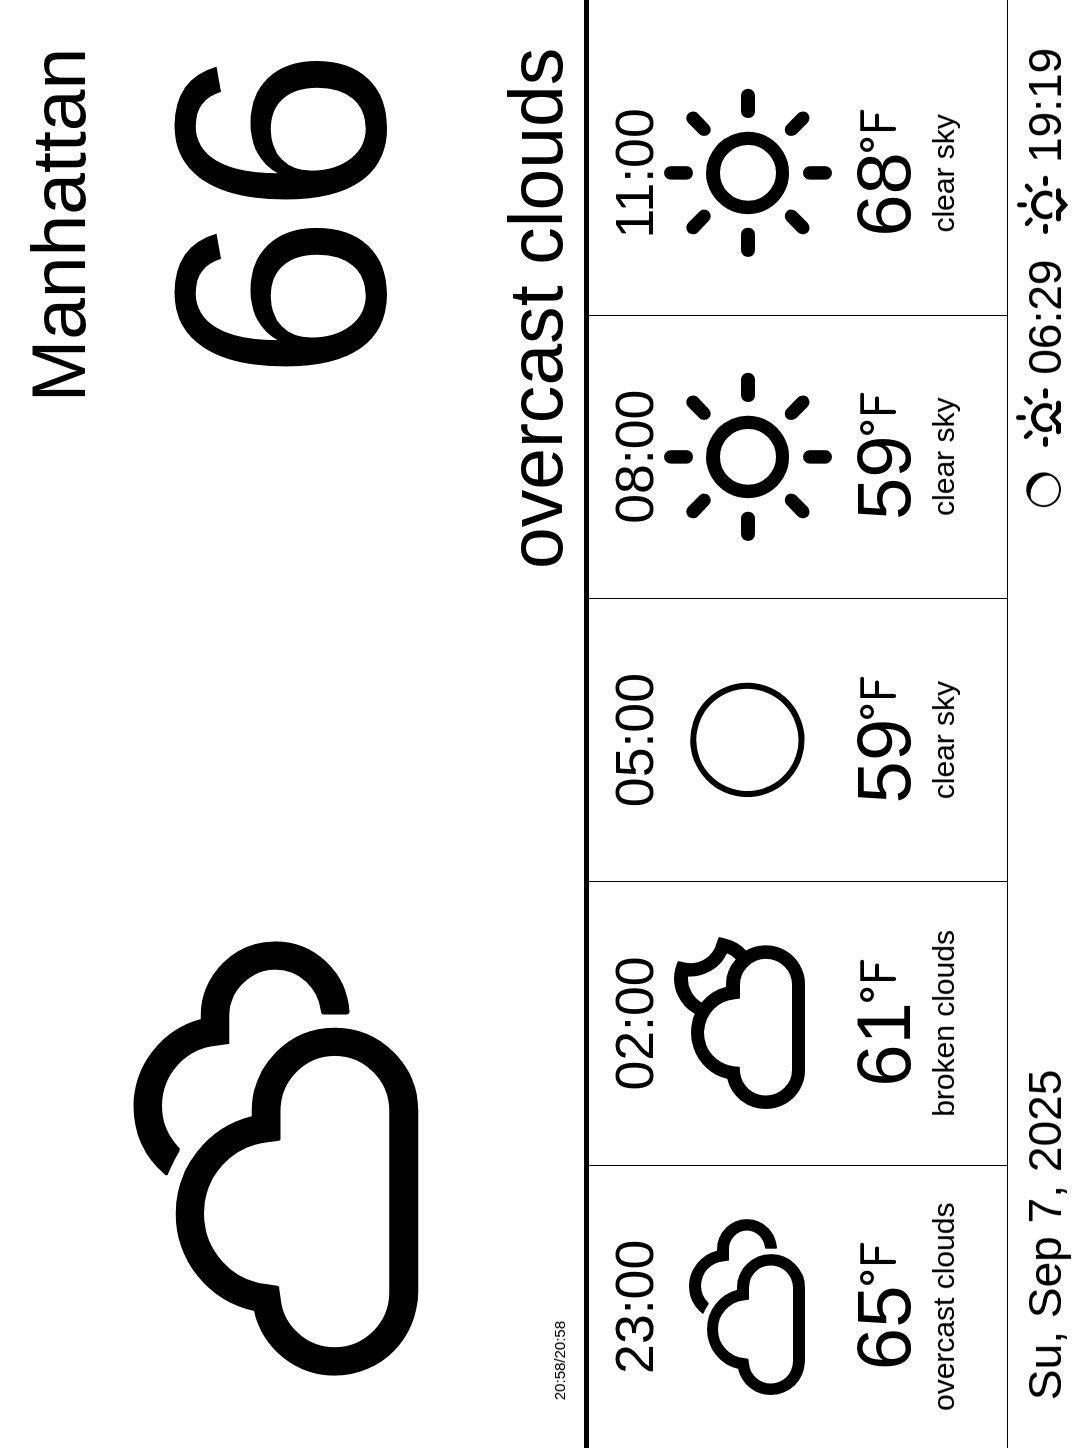 Manhattan
66
20:58/20:58
overcast clouds
23:00 02:00 05:00 08:00 11:00
65°F 61°F 59°F 59°F 68°F
overcast clouds broken clouds clear sky clear sky clear sky
Su, Sep 7, 2025 06:29 19:19